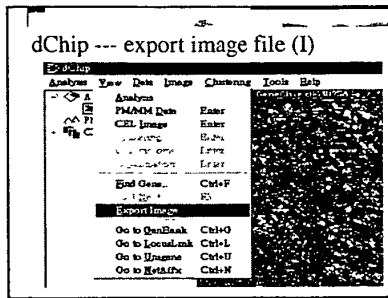 dChip --- export image file (I)
dChip
Analysis View Data Image Clustering Tools Help
Analysis
PM/MM Data Enter
CEL Image Enter
Enter
Find Gene... Ctrl+F
Export Image
Go to GenBank Ctrl+G
Go to LocusLink Ctrl+L
Go to Unigene Ctrl+U
Go to NetAffx Ctrl+N